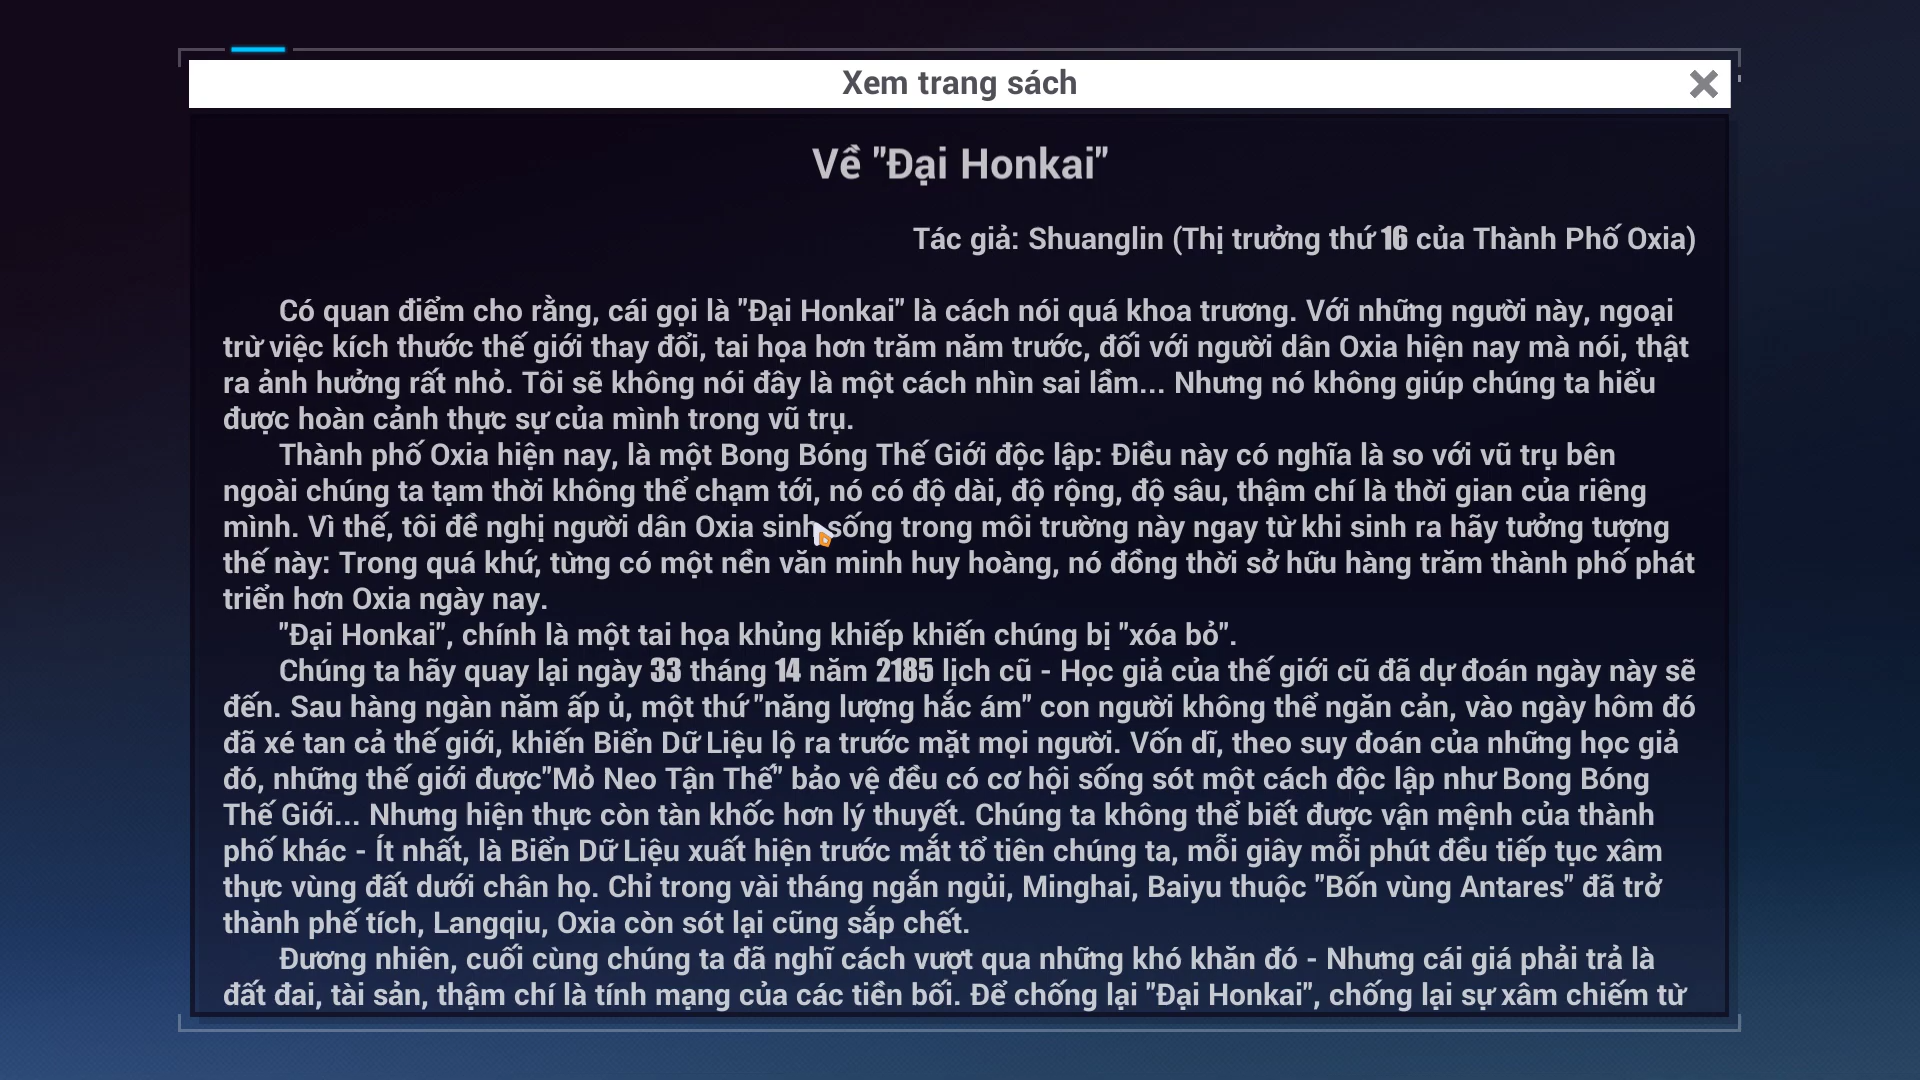 Xem trang sách
Về "Đại Honkai"
Tác giả: Shuanglin (Thị trưởng thứ 16 của Thành Phố Oxia)
Có quan điểm cho rằng, cái gọi là "Đại Honkai" là cách nói quá khoa trương. Với những người này, ngoại
trừ việc kích thước thế giới thay đổi, tai họa hơn trăm năm trước, đối với người dân Oxia hiện nay mà nói, thật
ra ảnh hưởng rất nhỏ. Tôi sẽ không nói đây là một cách nhìn sai lầm... Nhưng nó không giúp chúng ta hiểu
được hoàn cảnh thực sự của mình trong vũ trụ.
Thành phố Oxia hiện nay, là một Bong Bóng Thế Giới độc lập: Điều này có nghĩa là so với vũ trụ bên
ngoài chúng ta tạm thời không thể chạm tới, nó có độ dài, độ rộng, độ sâu, thậm chí là thời gian của riêng
mình. Vì thế, tôi đề nghị người dân Oxia sinh sống trong môi trường này ngay từ khi sinh ra hãy tưởng tượng
thế này: Trong quá khứ, từng có một nền văn minh huy hoàng, nó đồng thời sở hữu hàng trăm thành phố phát
triển hơn Oxia ngày nay.
"Đại Honkai", chính là một tai họa khủng khiếp khiến chúng bị "xóa bỏ".
Chúng ta hãy quay lại ngày 33 tháng 14 năm 2185 lịch cũ - Học giả của thế giới cũ đã dự đoán ngày này sẽ
đến. Sau hàng ngàn năm ấp ủ, một thứ "năng lượng hắc ám" con người không thể ngăn cản, vào ngày hôm đó
đã xé tan cả thế giới, khiến Biển Dữ Liệu lộ ra trước mặt mọi người. Vốn dĩ, theo suy đoán của những học giả
đó, những thế giới được"Mỏ Neo Tận Thế" bảo vệ đều có cơ hội sống sót một cách độc lập như Bong Bóng
Thế Giới... Nhưng hiện thực còn tàn khốc hơn lý thuyết. Chúng ta không thể biết được vận mệnh của thành
phố khác - Ít nhất, là Biển Dữ Liệu xuất hiện trước mắt tổ tiên chúng ta, mỗi giây mỗi phút đều tiếp tục xâm
thực vùng đất dưới chân họ. Chỉ trong vài tháng ngắn ngủi, Minghai, Baiyu thuộc "Bốn vùng Antares" đã trở
thành phế tích, Langqiu, Oxia còn sót lại cũng sắp chết.
Đương nhiên, cuối cùng chúng ta đã nghĩ cách vượt qua những khó khăn đó - Nhưng cái giá phải trả là
đất đai, tài sản, thậm chí là tính mạng của các tiền bối. Để chống lại "Đại Honkai", chống lại sự xâm chiếm từ